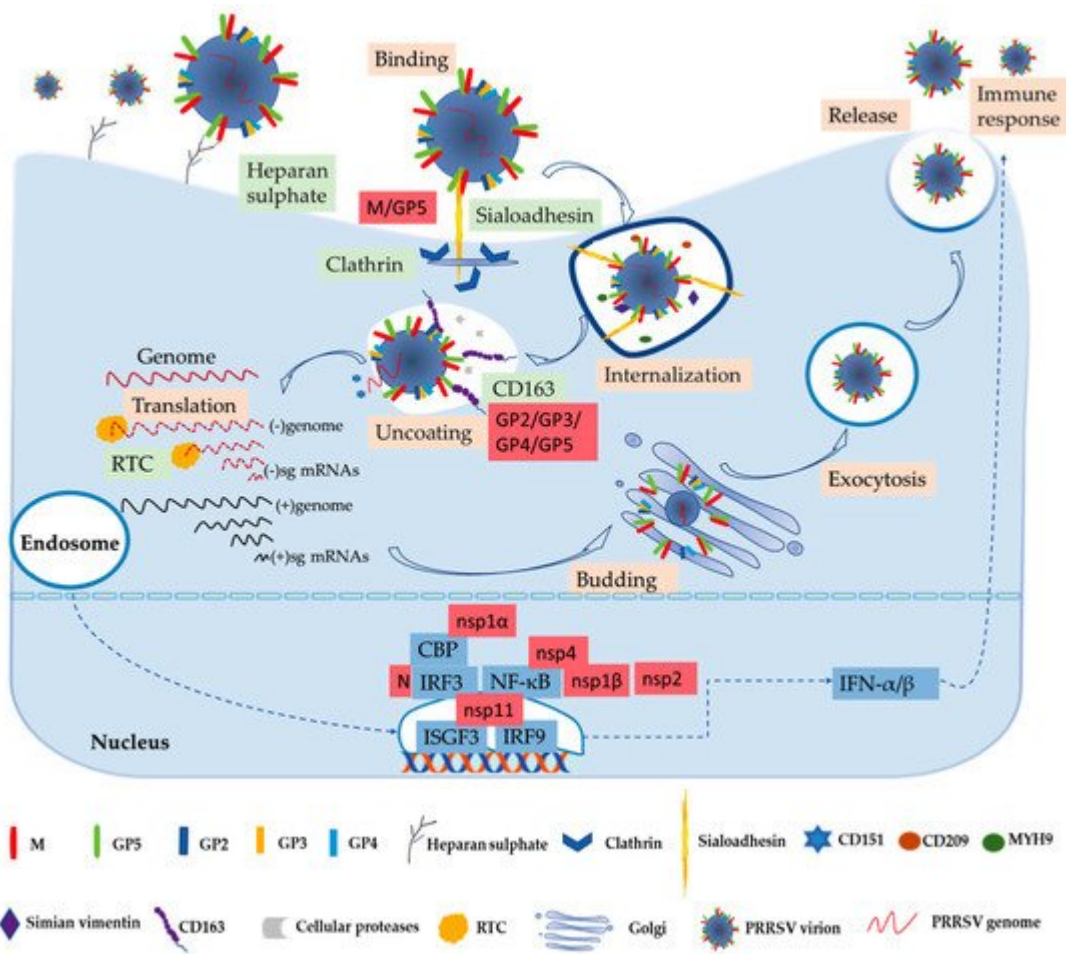 Binding
Heparan
sulphate
M/GP5
Sialoadhesin
Clathrin
Release
Immune
response
Internalization
Genome
Translation
(-)genome
RTC
(-)sg mRNAs
(+)genome
(+)sg mRNAs
Uncoating
CD163
GP2/GP3/
GP4/GP5
Exocytosis
Budding
Endosome
nsp1α
CBP
nsp4
N IRF3 NF-κB nsp1β nsp2
IFN-α/β
nsp11
ISGF3 IRF9
Nucleus
M GP5 GP2 GP3 GP4 Heparan sulphate Clathrin Sialoadhesin CD151 CD209 MYH9
Simian vimentin CD163 Cellular proteases RTC Golgi PRRSV virion PRRSV genome